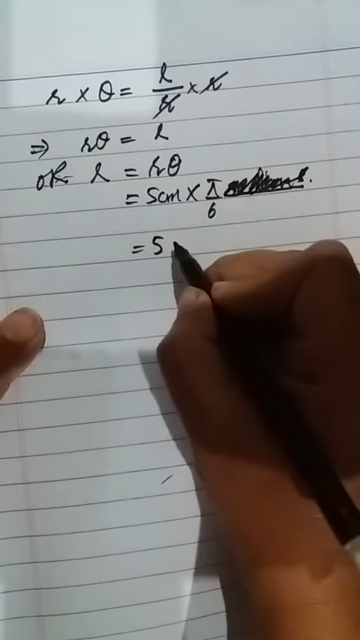 r × θ = l/r × r
⇒ rθ = l
or l = rθ
= 5cm × π/6
= 5